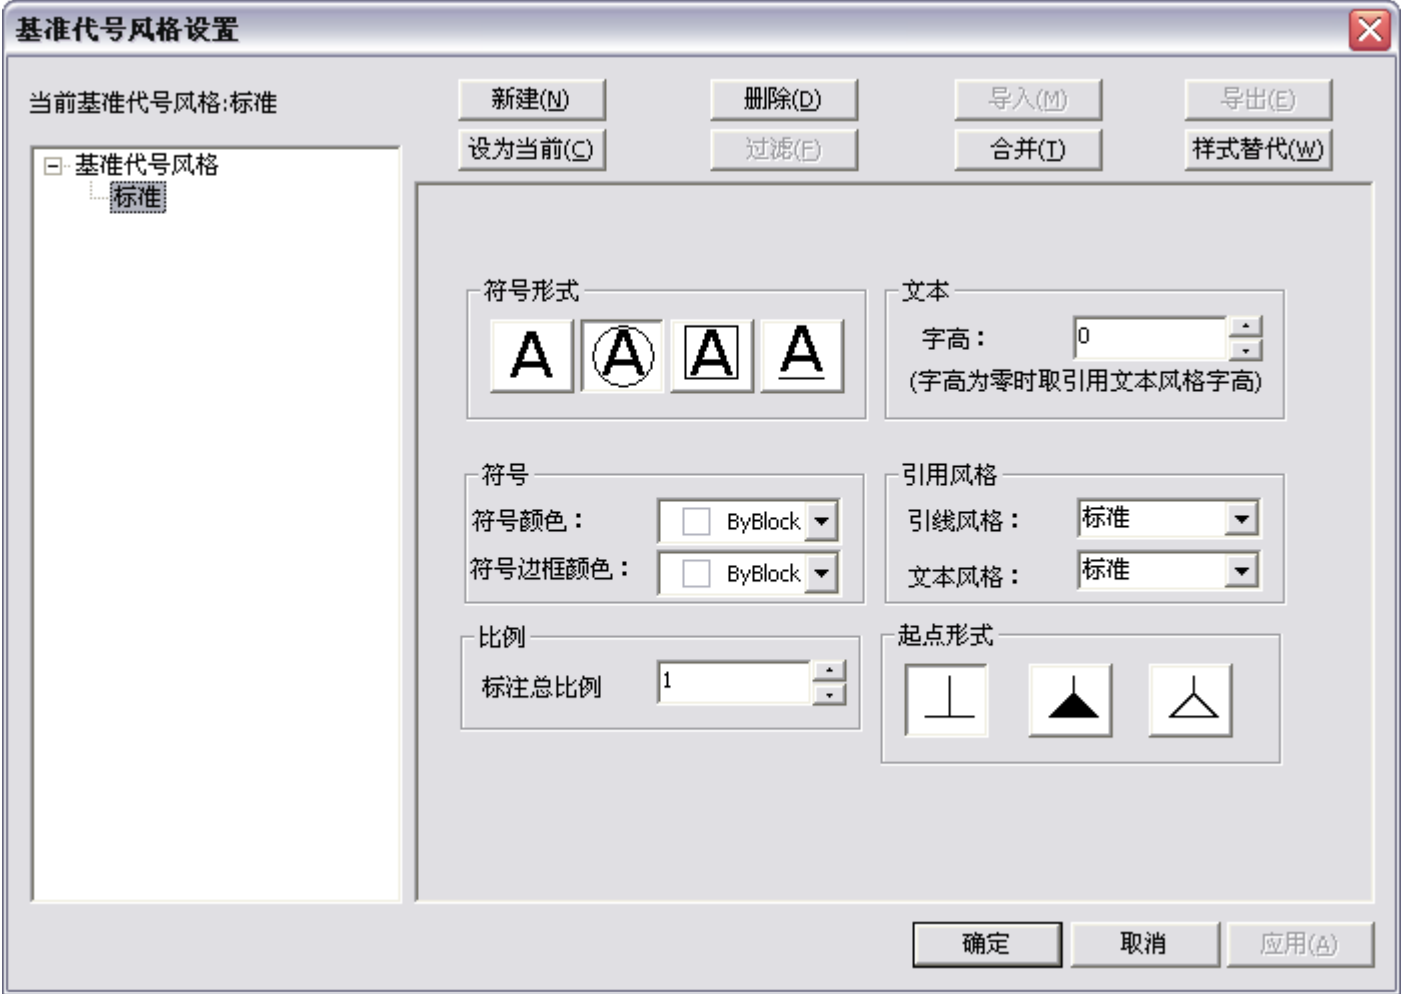 基准代号风格设置
当前基准代号风格:标准
新建(N)
删除(D)
导入(M)
导出(E)
设为当前(C)
过滤(F)
合并(T)
样式替代(W)
基准代号风格
标准
符号形式
A
A
A
A
文本
字高：
0
(字高为零时取引用文本风格字高)
符号
符号颜色：
ByBlock
符号边框颜色：
ByBlock
引用风格
引线风格：
标准
文本风格：
标准
比例
标注总比例
1
起点形式
确定
取消
应用(A)